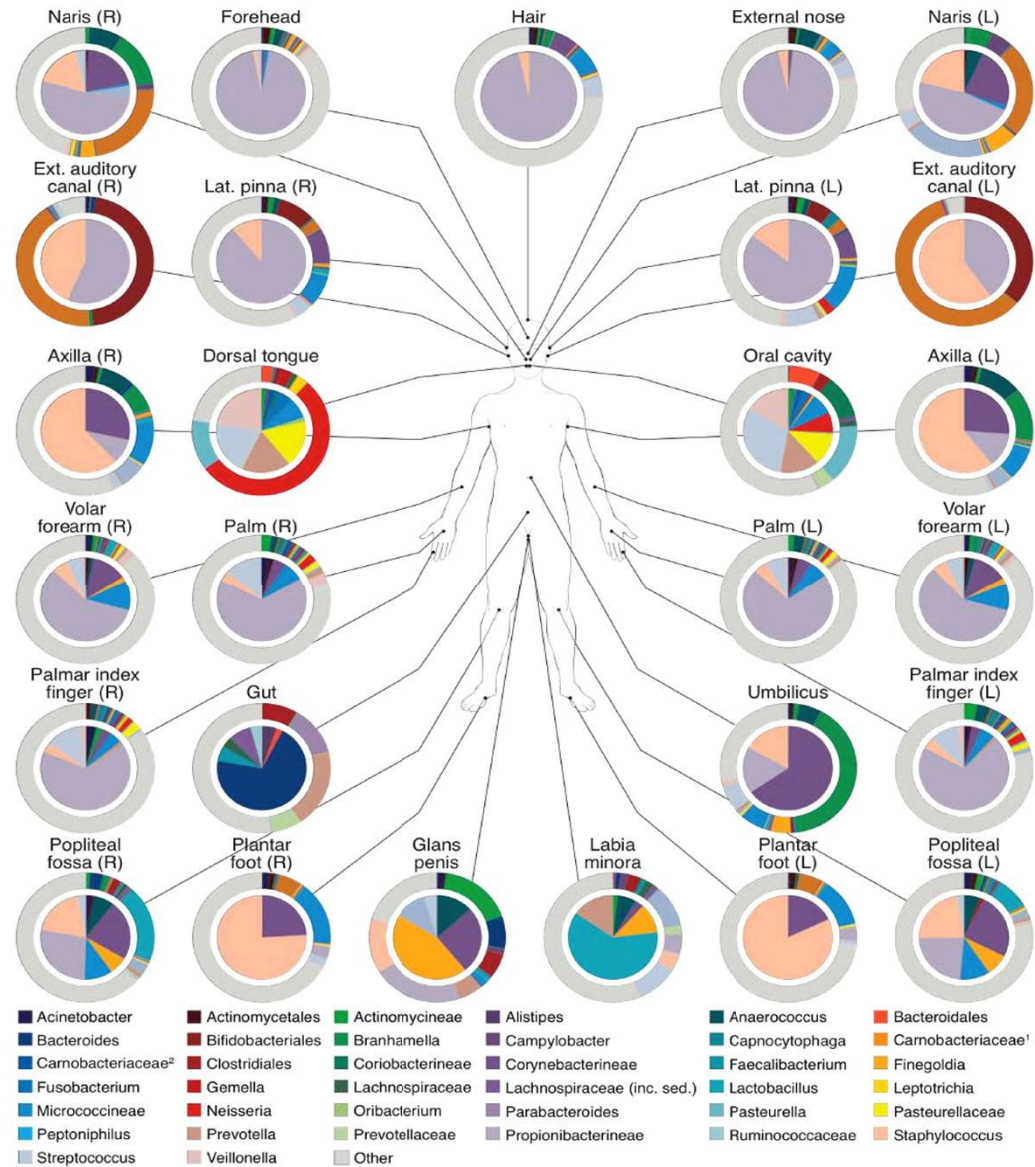 Naris (R)
Forehead
Hair
External nose
Naris (L)
Ext. auditory
canal (R)
Lat. pinna (R)
Lat. pinna (L)
Ext. auditory
canal (L)
Axilla (R)
Dorsal tongue
Oral cavity
Axilla (L)
Volar
forearm (R)
Palm (R)
Palm (L)
Volar
forearm (L)
Palmar index
finger (R)
Gut
Umbilicus
Palmar index
finger (L)
Popliteal
fossa (R)
Plantar
foot (R)
Glans
penis
Labia
minora
Plantar
foot (L)
Popliteal
fossa (L)
Acinetobacter
Actinomycetales
Actinomycineae
Alistipes
Anaerococcus
Bacteroidales
Bacteroides
Bifidobacteriales
Branhamella
Campylobacter
Capnocytophaga
Carnobacteriaceae¹
Carnobacteriaceae²
Clostridiales
Coriobacterineae
Corynebacterineae
Faecalibacterium
Finegoldia
Fusobacterium
Gemella
Lachnospiraceae
Lachnospiraceae (inc. sed.)
Lactobacillus
Leptotrichia
Micrococcineae
Neisseria
Oribacterium
Parabacteroides
Pasteurella
Pasteurellaceae
Peptoniphilus
Prevotella
Prevotellaceae
Propionibacterineae
Ruminococcaceae
Staphylococcus
Streptococcus
Veillonella
Other